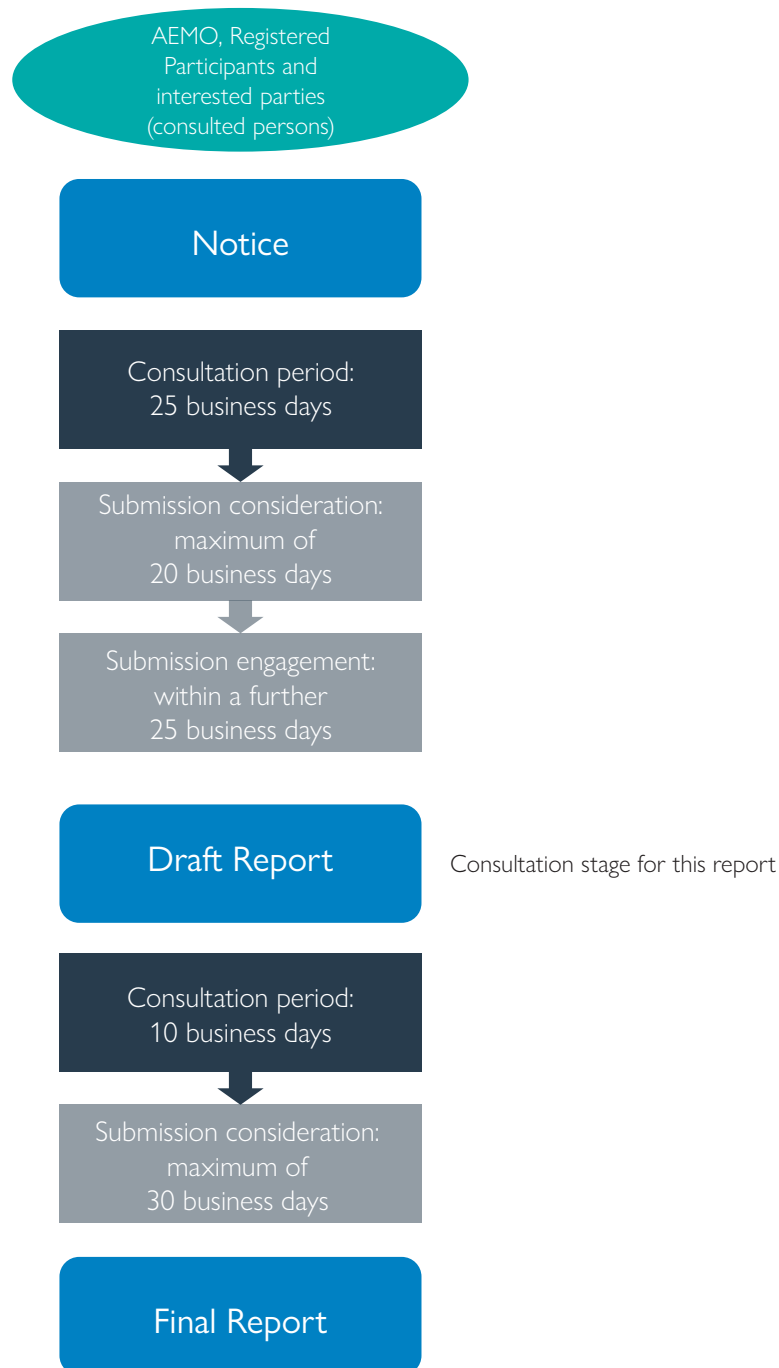 AEMO, Registered
Participants and
interested parties
(consulted persons)
Notice
Consultation period:
25 business days
Submission consideration:
maximum of
20 business days
Submission engagement:
within a further
25 business days
Draft Report
Consultation stage for this report
Consultation period:
10 business days
Submission consideration:
maximum of
30 business days
Final Report